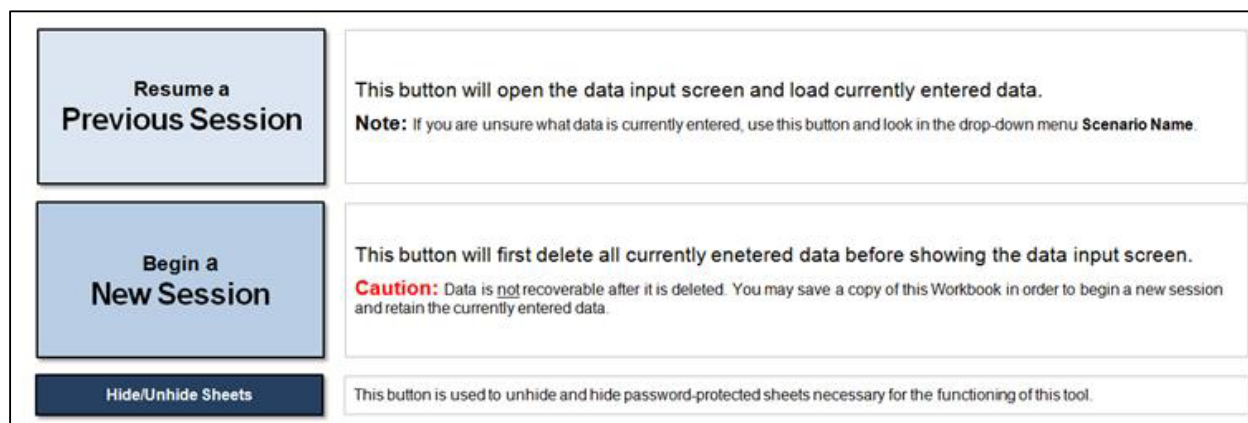 Resume a
Previous Session
This button will open the data input screen and load currently entered data.
Note: If you are unsure what data is currently entered, use this button and look in the drop-down menu Scenario Name.
Begin a
New Session
This button will first delete all currently enetered data before showing the data input screen.
Caution: Data is not recoverable after it is deleted. You may save a copy of this Workbook in order to begin a new session
and retain the currently entered data.
Hide/Unhide Sheets
This button is used to unhide and hide password-protected sheets necessary for the functioning of this tool.